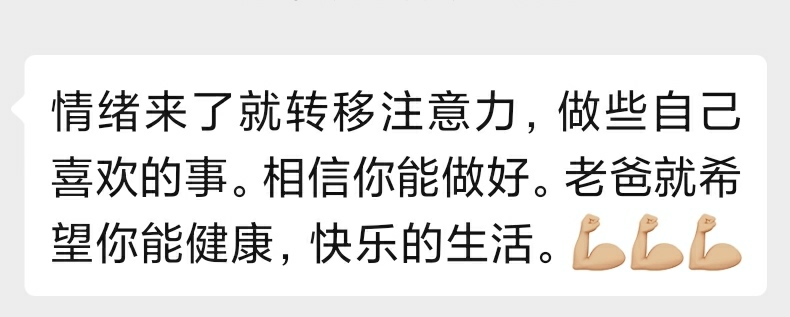 情绪来了就转移注意力，做些自己
喜欢的事。相信你能做好。老爸就希
望你能健康，快乐的生活。💪🏼💪🏼💪🏼